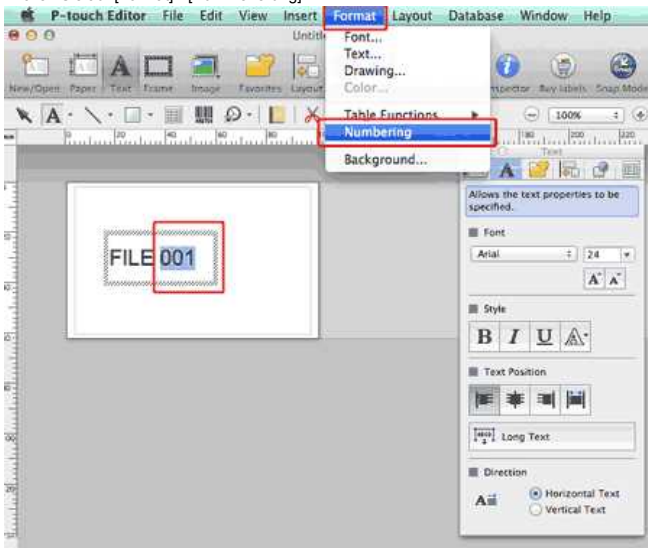 P-touch Editor File Edit View Insert Format Layout Database Window Help
Font...
Text...
Drawing...
Color...
Table Functions
Numbering
Background...
New/Open Paper Text Frame Image Favorites Layout
Buy labels Snap Mode
100%
Text
Allows the text properties to be
specified.
Font
Arial 24
Style
B I U A
Text Position
Long Text
Direction
Horizontal Text
Vertical Text
FILE 001